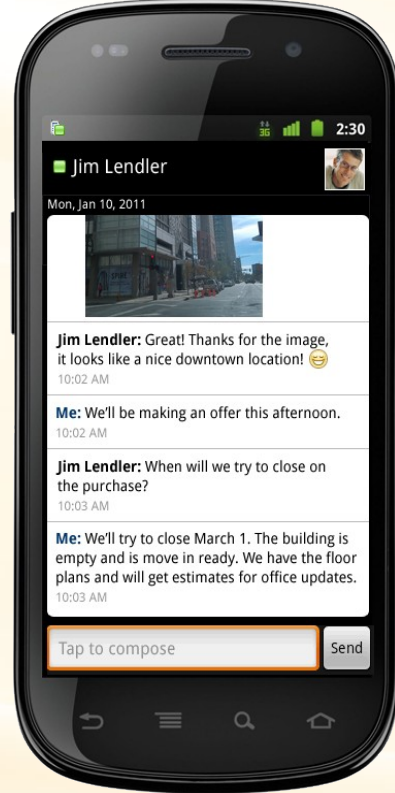 3G 2:30
Jim Lendler
Mon, Jan 10, 2011
Jim Lendler: Great! Thanks for the image,
it looks like a nice downtown location!
10:02 AM
Me: We'll be making an offer this afternoon.
10:02 AM
Jim Lendler: When will we try to close on
the purchase?
10:03 AM
Me: We'll try to close March 1. The building is
empty and is move in ready. We have the floor
plans and will get estimates for office updates.
10:03 AM
Tap to compose Send